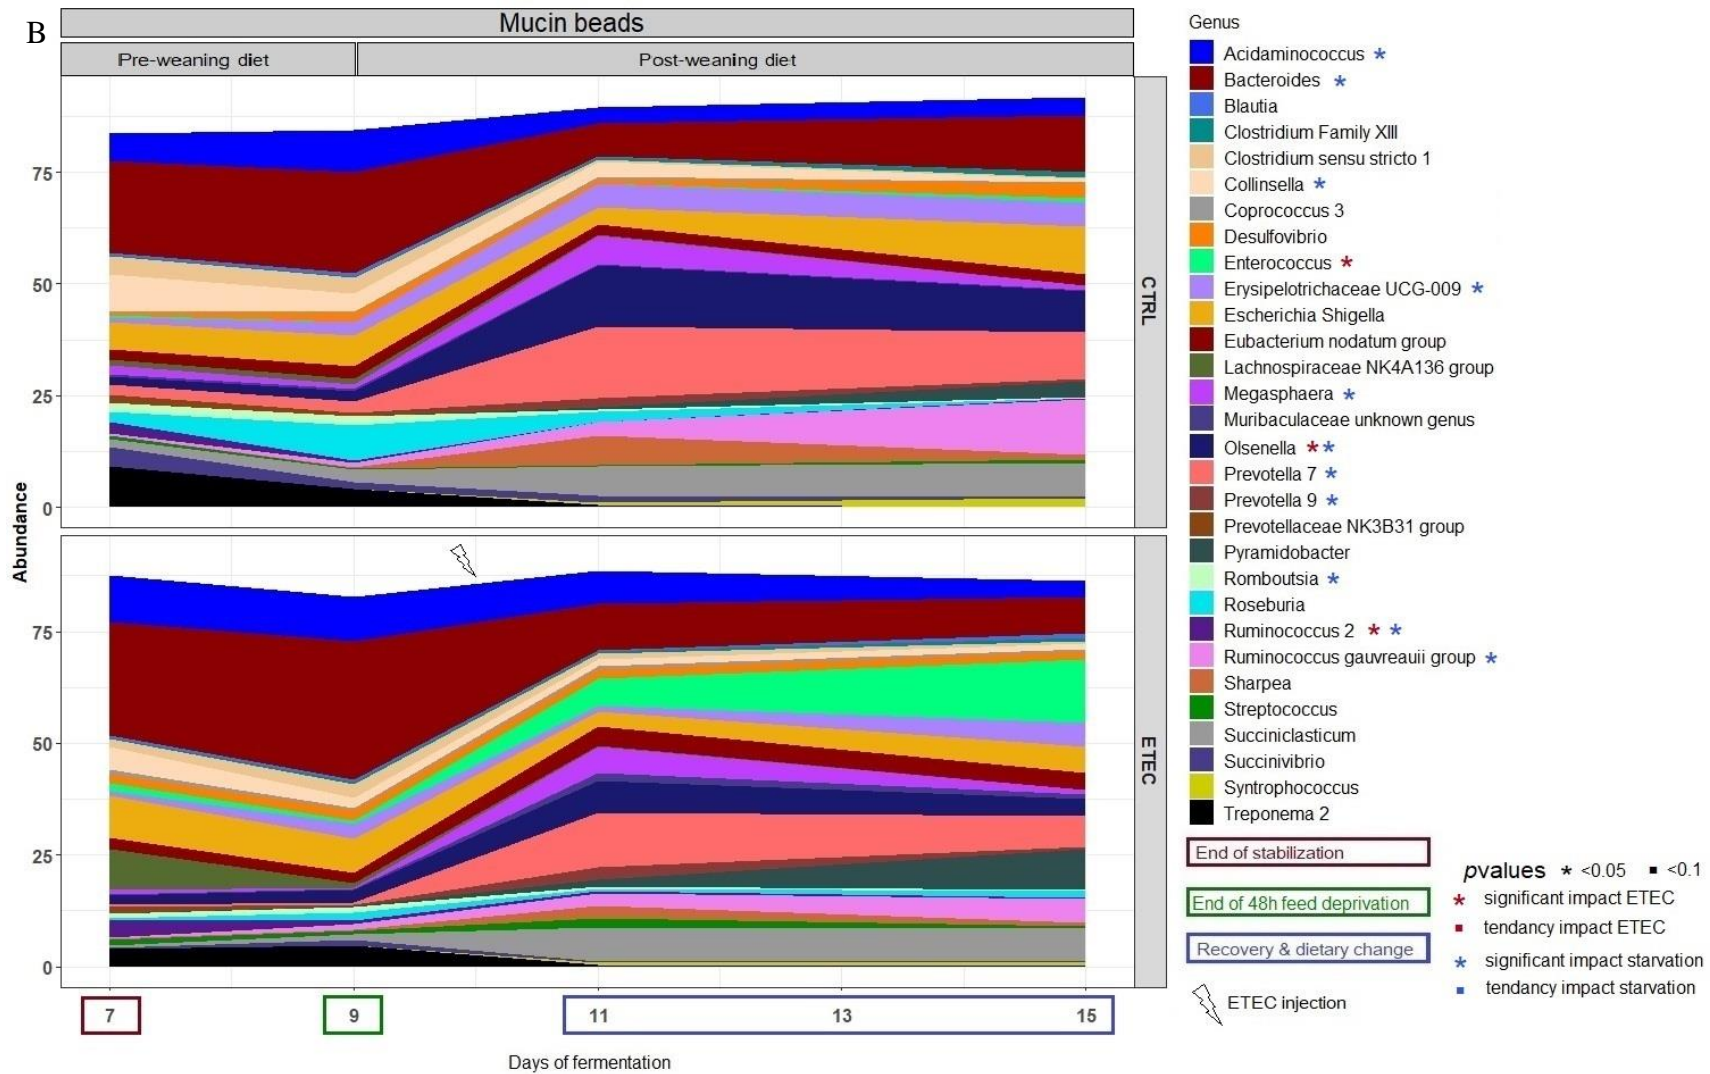 B
Mucin beads
Pre-weaning diet
Post-weaning diet
75
50
25
0
CTRL
Abundance
75
50
25
0
ETEC
7
9
11
13
15
Days of fermentation
Genus
Acidaminococcus *
Bacteroides *
Blautia
Clostridium Family XIII
Clostridium sensu stricto 1
Collinsella *
Coprococcus 3
Desulfovibrio
Enterococcus *
Erysipelotrichaceae UCG-009 *
Escherichia Shigella
Eubacterium nodatum group
Lachnospiraceae NK4A136 group
Megasphaera *
Muribaculaceae unknown genus
Olsenella * *
Prevotella 7 *
Prevotella 9 *
Prevotellaceae NK3B31 group
Pyramidobacter
Romboutsia *
Roseburia
Ruminococcus 2 * *
Ruminococcus gauvreauii group *
Sharpea
Streptococcus
Succiniclasticum
Succinivibrio
Syntrophococcus
Treponema 2
End of stabilization
End of 48h feed deprivation
Recovery & dietary change
ETEC injection
pvalues * <0.05 ▪ <0.1
* significant impact ETEC
▪ tendancy impact ETEC
* significant impact starvation
▪ tendancy impact starvation